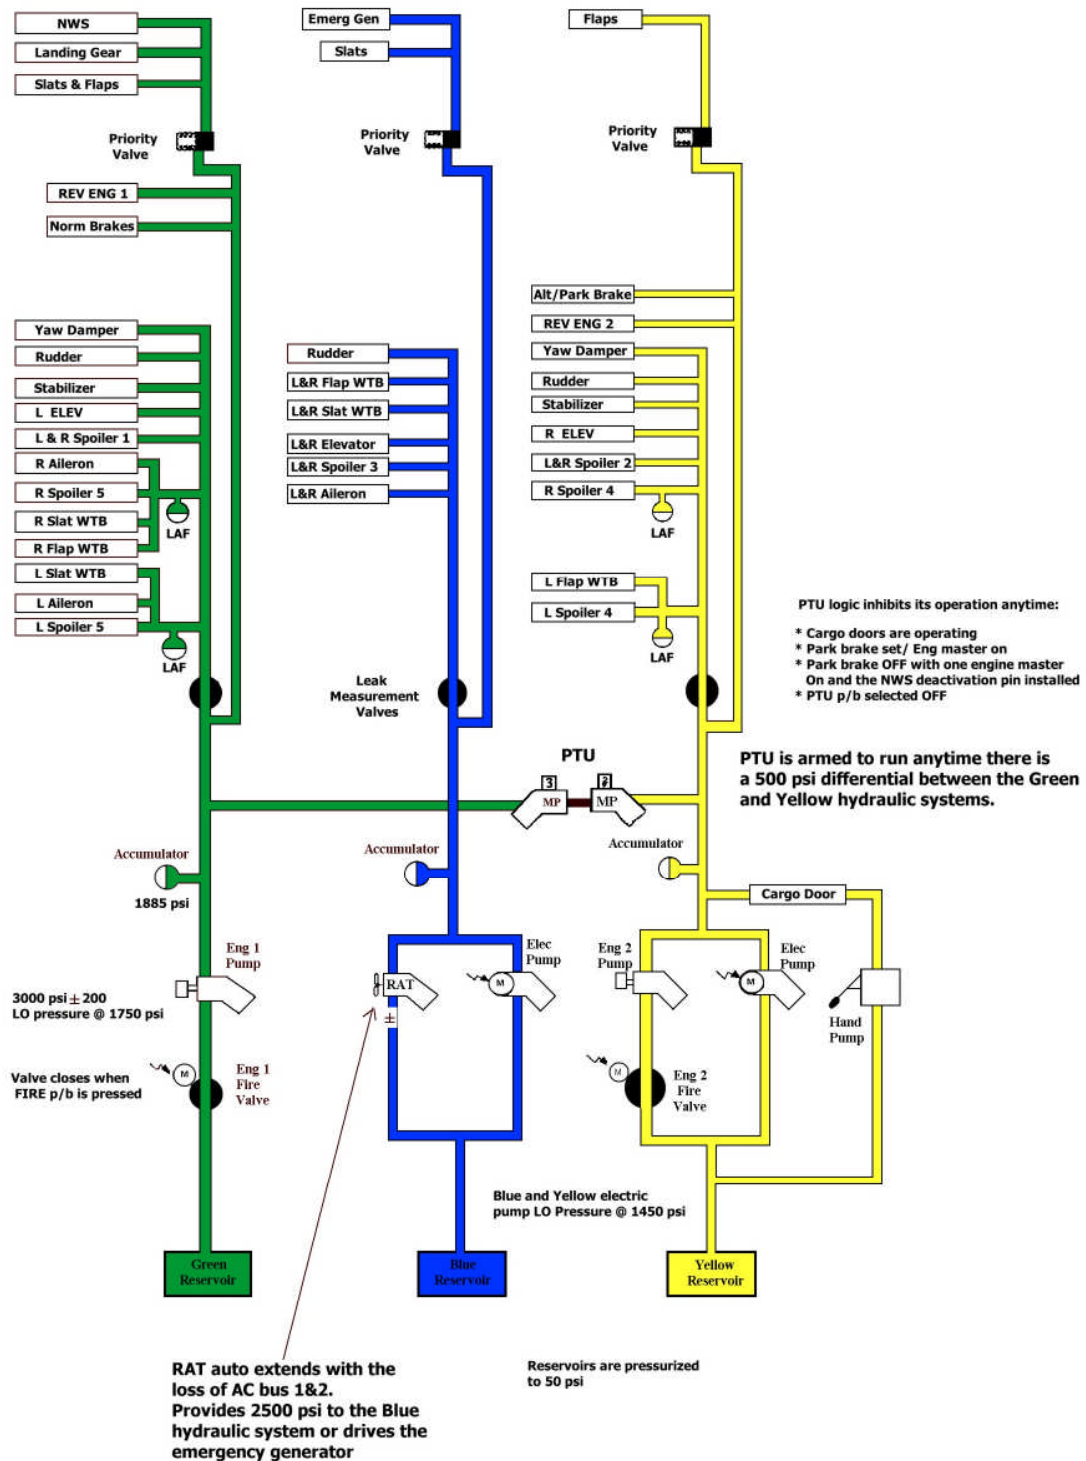 NWS
Landing Gear
Slats & Flaps
Priority
Valve
REV ENG 1
Norm Brakes
Yaw Damper
Rudder
Stabilizer
L ELEV
L & R Spoiler 1
R Aileron
R Spoiler 5
R Slat WTB
R Flap WTB
LAF
L Slat WTB
L Aileron
L Spoiler 5
LAF
Accumulator
1885 psi
Eng 1
Pump
3000 psi ± 200
LO pressure @ 1750 psi
M
Eng 1
Fire
Valve
Valve closes when
FIRE p/b is pressed
Green
Reservoir
Emerg Gen
Slats
Priority
Valve
Rudder
L&R Flap WTB
L&R Slat WTB
L&R Elevator
L&R Spoiler 3
L&R Aileron
Leak
Measurement
Valves
Accumulator
RAT
±
Elec
Pump
M
Blue
Reservoir
Flaps
Priority
Valve
Alt/Park Brake
REV ENG 2
Yaw Damper
Rudder
Stabilizer
R ELEV
L&R Spoiler 2
R Spoiler 4
LAF
L Flap WTB
L Spoiler 4
LAF
PTU
3
2
MP
MP
Accumulator
Cargo Door
Eng 2
Pump
Elec
Pump
M
Hand
Pump
M
Eng 2
Fire
Valve
Blue and Yellow electric
pump LO Pressure @ 1450 psi
Yellow
Reservoir
PTU logic inhibits its operation anytime:
* Cargo doors are operating
* Park brake set/ Eng master on
* Park brake OFF with one engine master
On and the NWS deactivation pin installed
* PTU p/b selected OFF
PTU is armed to run anytime there is
a 500 psi differential between the Green
and Yellow hydraulic systems.
RAT auto extends with the
loss of AC bus 1&2.
Provides 2500 psi to the Blue
hydraulic system or drives the
emergency generator
Reservoirs are pressurized
to 50 psi